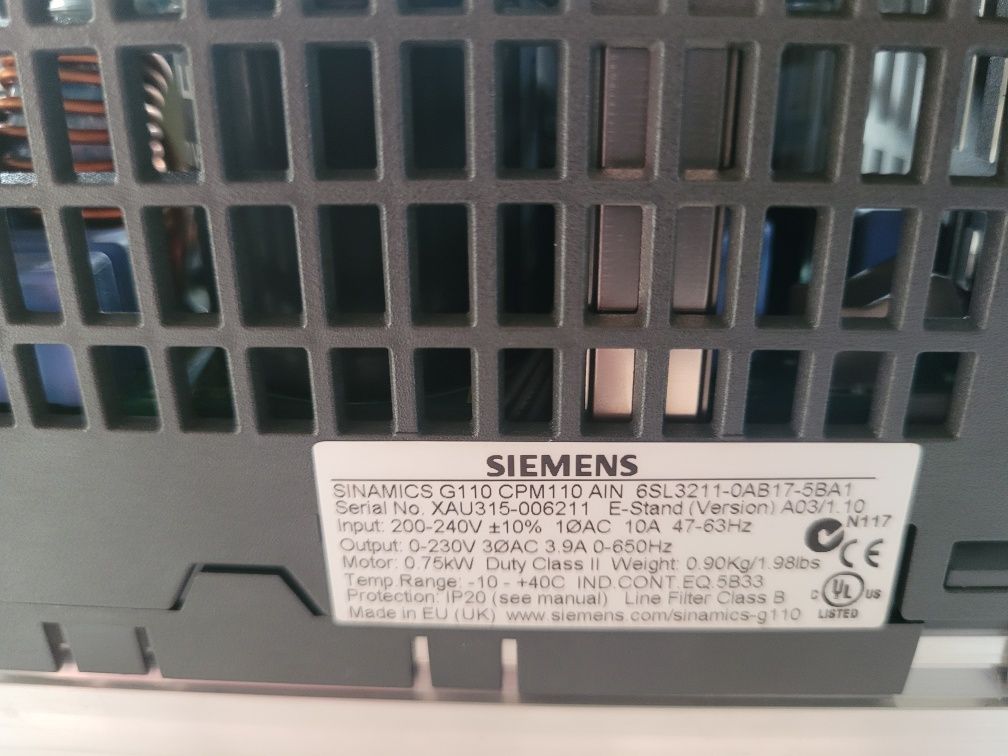 SIEMENS
SINAMICS G110 CPM110 AIN 6SL3211-0AB17-5BA1
Serial No. XAU315-006211 E-Stand (Version) A03/1.10
Input: 200-240V ±10% 1ØAC 10A 47-63Hz
N117
Output: 0-230V 3ØAC 3.9A 0-650Hz
CE
Motor: 0.75kW Duty Class II Weight: 0.90Kg/1.98lbs
Temp.Range: -10 - +40C IND.CONT.EQ.5B33
Protection: IP20 (see manual) Line Filter Class B
C UL US
LISTED
Made in EU (UK) www.siemens.com/sinamics-g110